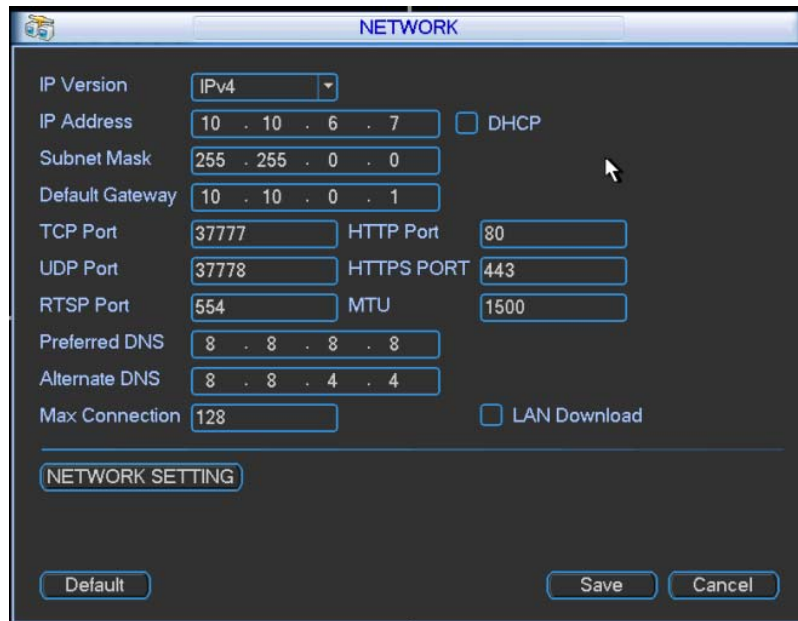 NETWORK
IP Version IPv4
IP Address 10 . 10 . 6 . 7 DHCP
Subnet Mask 255 . 255 . 0 . 0
Default Gateway 10 . 10 . 0 . 1
TCP Port 37777 HTTP Port 80
UDP Port 37778 HTTPS PORT 443
RTSP Port 554 MTU 1500
Preferred DNS 8 . 8 . 8 . 8
Alternate DNS 8 . 8 . 4 . 4
Max Connection 128 LAN Download
NETWORK SETTING
Default Save Cancel